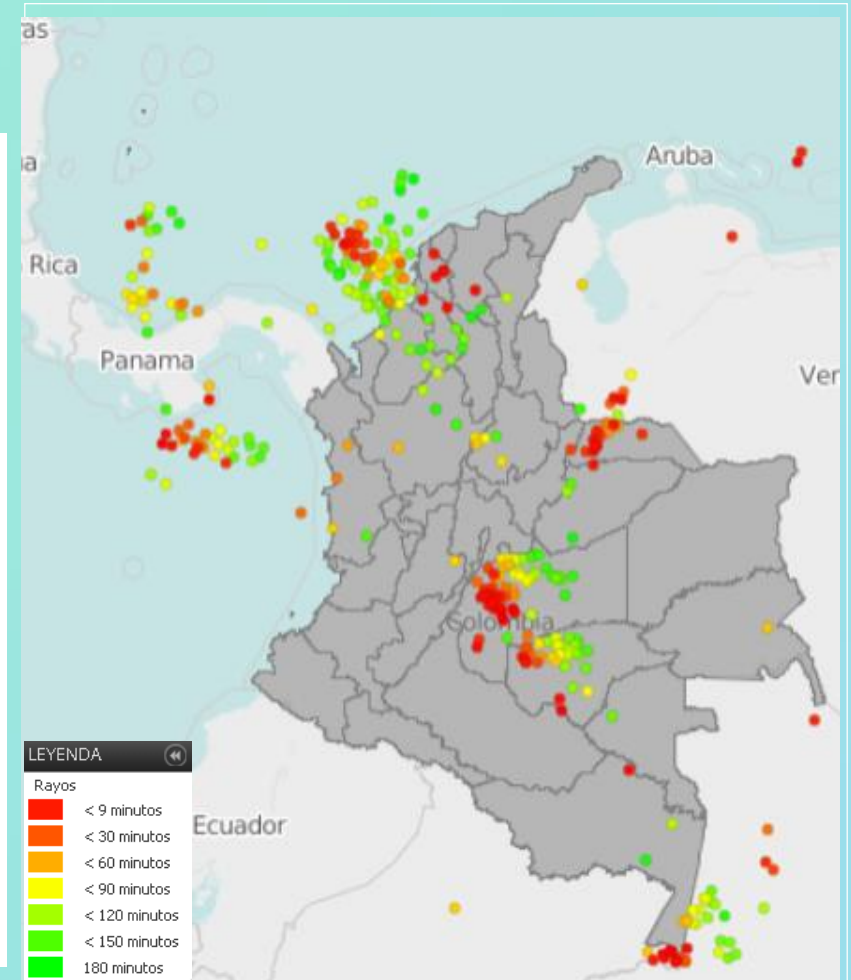 as
a
Aruba
Rica
Panama
Ver
Colombia
Ecuador
LEYENDA
Rayos
< 9 minutos
< 30 minutos
< 60 minutos
< 90 minutos
< 120 minutos
< 150 minutos
180 minutos